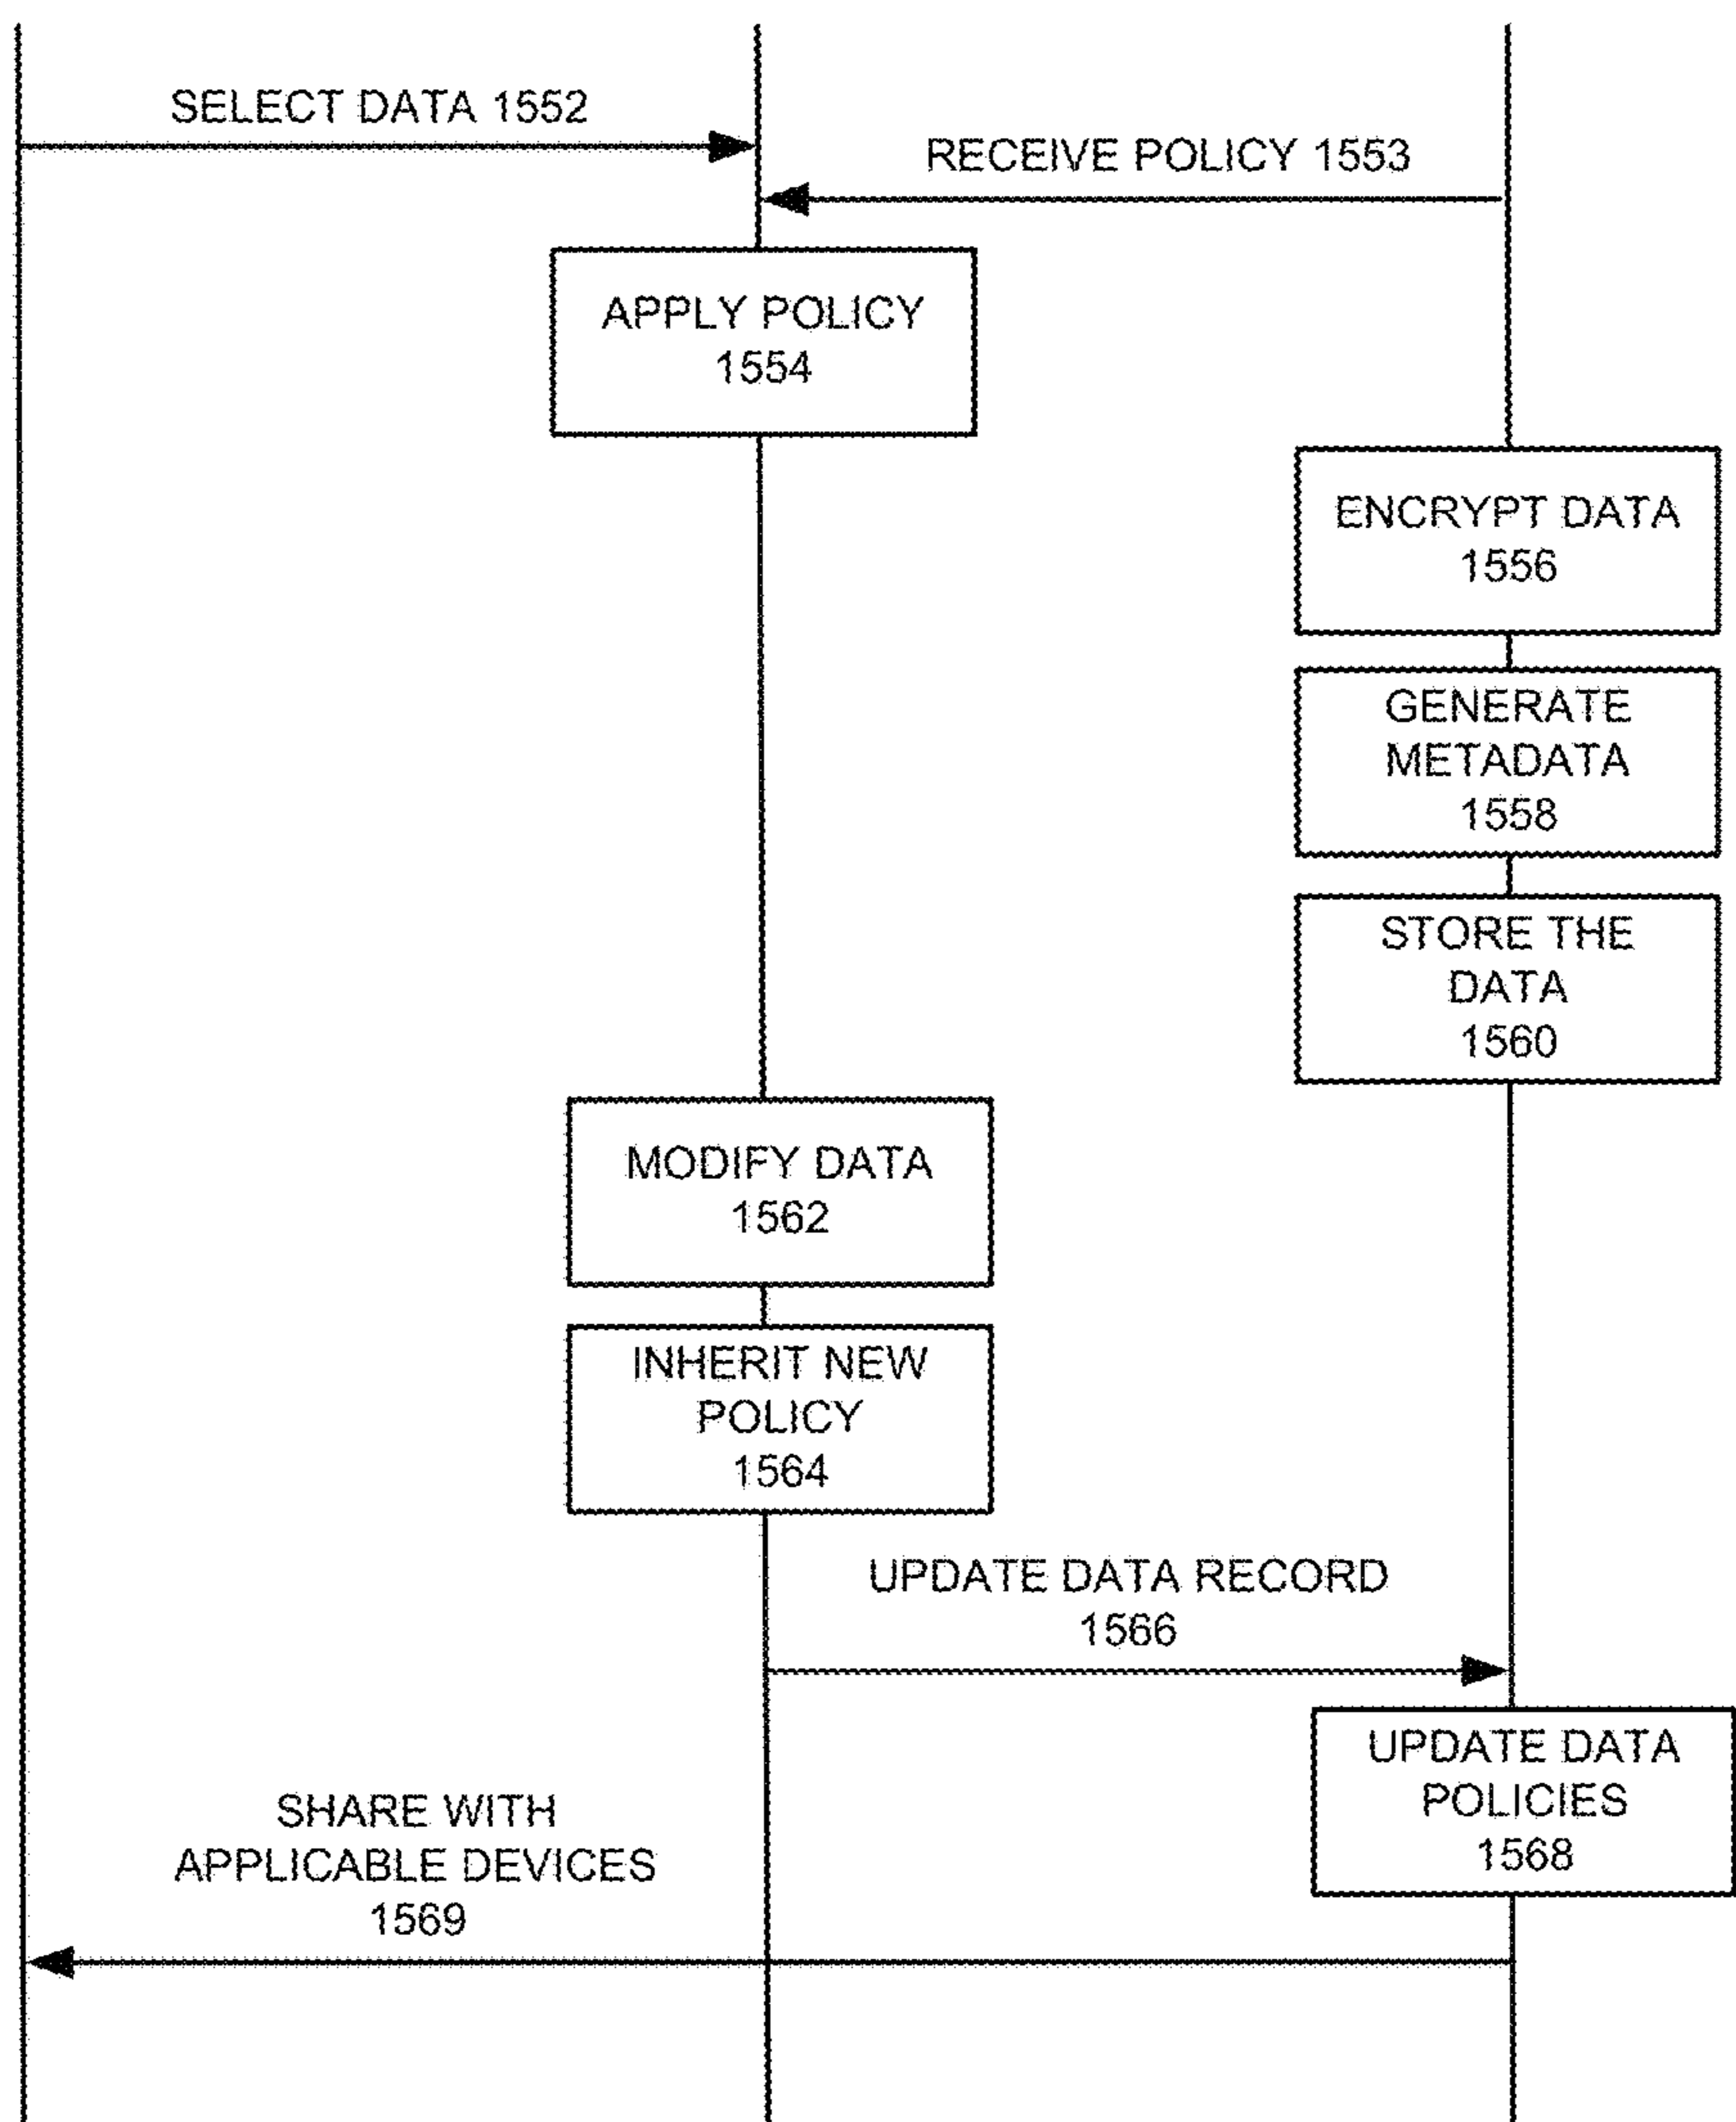 SELECT DATA 1552
RECEIVE POLICY 1553
APPLY POLICY
1554
ENCRYPT DATA
1556
GENERATE
METADATA
1558
STORE THE
DATA
1560
MODIFY DATA
1562
INHERIT NEW
POLICY
1564
UPDATE DATA RECORD
1566
UPDATE DATA
POLICIES
1568
SHARE WITH
APPLICABLE DEVICES
1569